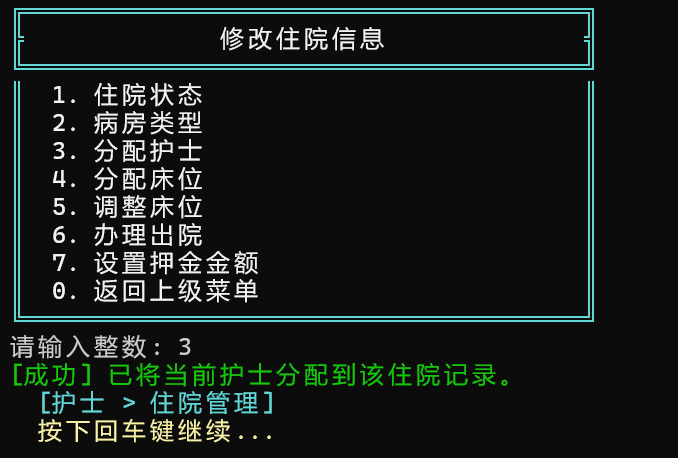 修改住院信息
1. 住院状态
2. 病房类型
3. 分配护士
4. 分配床位
5. 调整床位
6. 办理出院
7. 设置押金金额
0. 返回上级菜单
请输入整数: 3
[成功] 已将当前护士分配到该住院记录。
[护士 > 住院管理]
按下回车键继续...